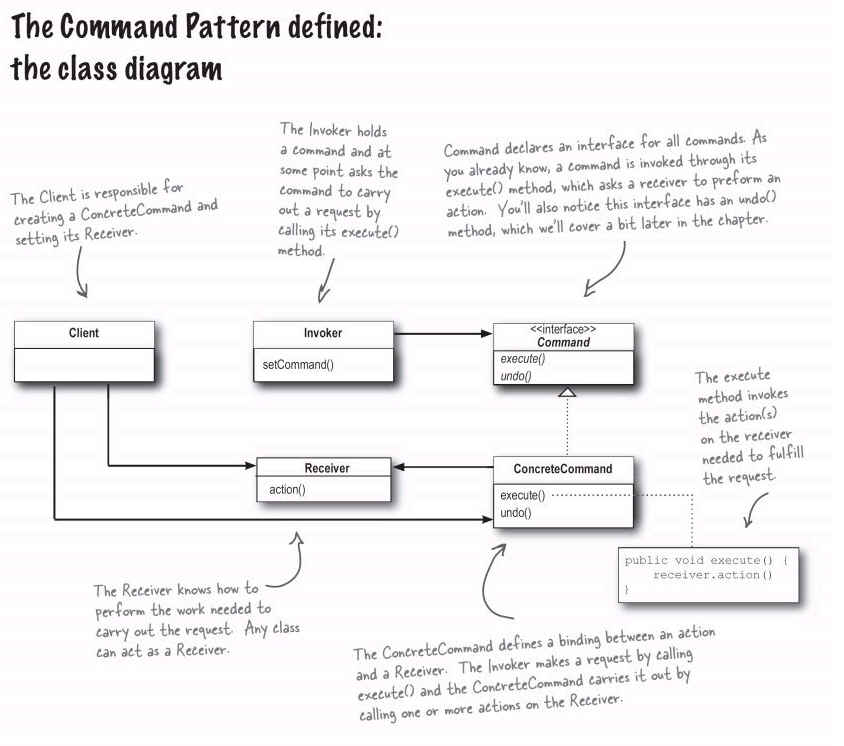 The Command Pattern defined:
the class diagram
The Client is responsible for
creating a ConcreteCommand and
setting its Receiver.
The Invoker holds
a command and at
some point asks the
command to carry
out a request by
calling its execute()
method.
Command declares an interface for all commands. As
you already know, a command is invoked through its
execute() method, which asks a receiver to preform an
action. You'll also notice this interface has an undo()
method, which we'll cover a bit later in the chapter.
Client
Invoker
setCommand()
<<interface>>
Command
execute()
undo()
The execute
method invokes
the action(s)
on the receiver
needed to fulfill
the request.
Receiver
action()
ConcreteCommand
execute()
undo()
public void execute() {
receiver.action()
}
The Receiver knows how to
perform the work needed to
carry out the request. Any class
can act as a Receiver.
The ConcreteCommand defines a binding between an action
and a Receiver. The Invoker makes a request by calling
execute() and the ConcreteCommand carries it out by
calling one or more actions on the Receiver.